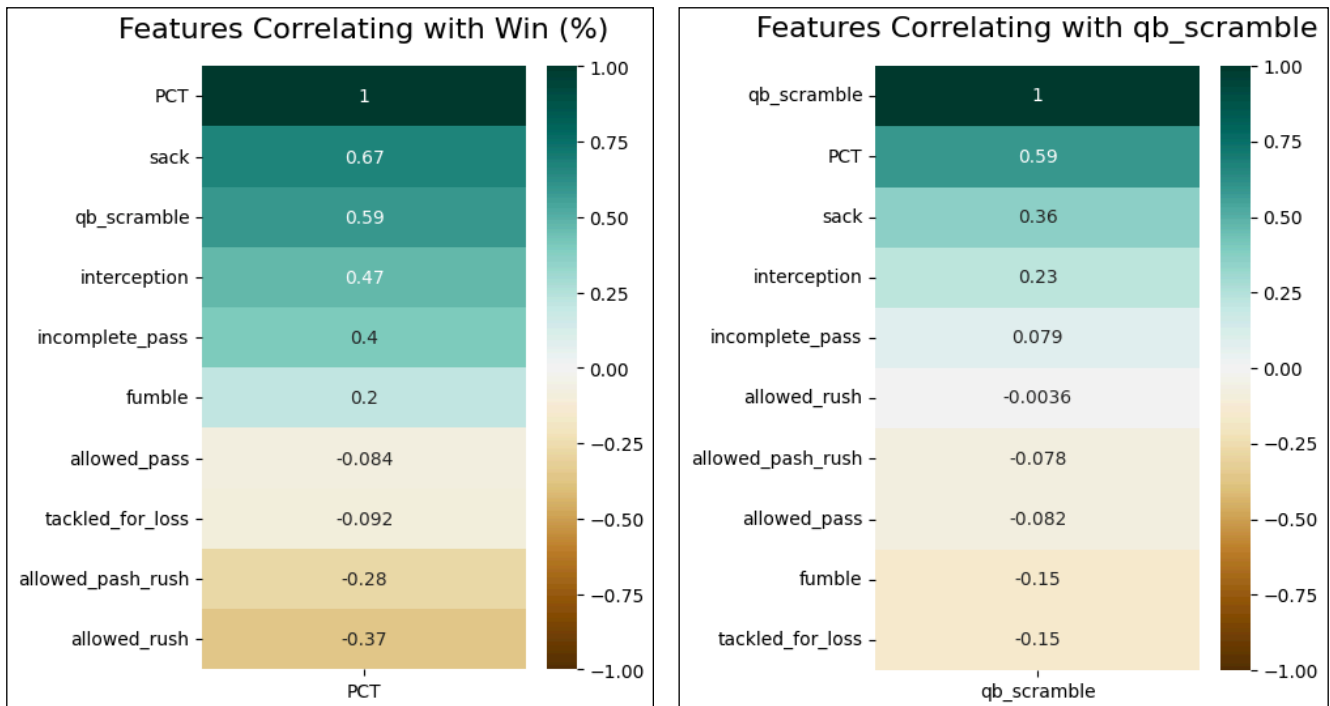 Features Correlating with Win (%)
PCT
1
sack
0.67
qb_scramble
0.59
interception
0.47
incomplete_pass
0.4
fumble
0.2
allowed_pass
-0.084
tackled_for_loss
-0.092
allowed_pash_rush
-0.28
allowed_rush
-0.37
PCT
1.00
0.75
0.50
0.25
0.00
−0.25
−0.50
−0.75
−1.00
Features Correlating with qb_scramble
qb_scramble
1
PCT
0.59
sack
0.36
interception
0.23
incomplete_pass
0.079
allowed_rush
-0.0036
allowed_pash_rush
-0.078
allowed_pass
-0.082
fumble
-0.15
tackled_for_loss
-0.15
qb_scramble
1.00
0.75
0.50
0.25
0.00
−0.25
−0.50
−0.75
−1.00